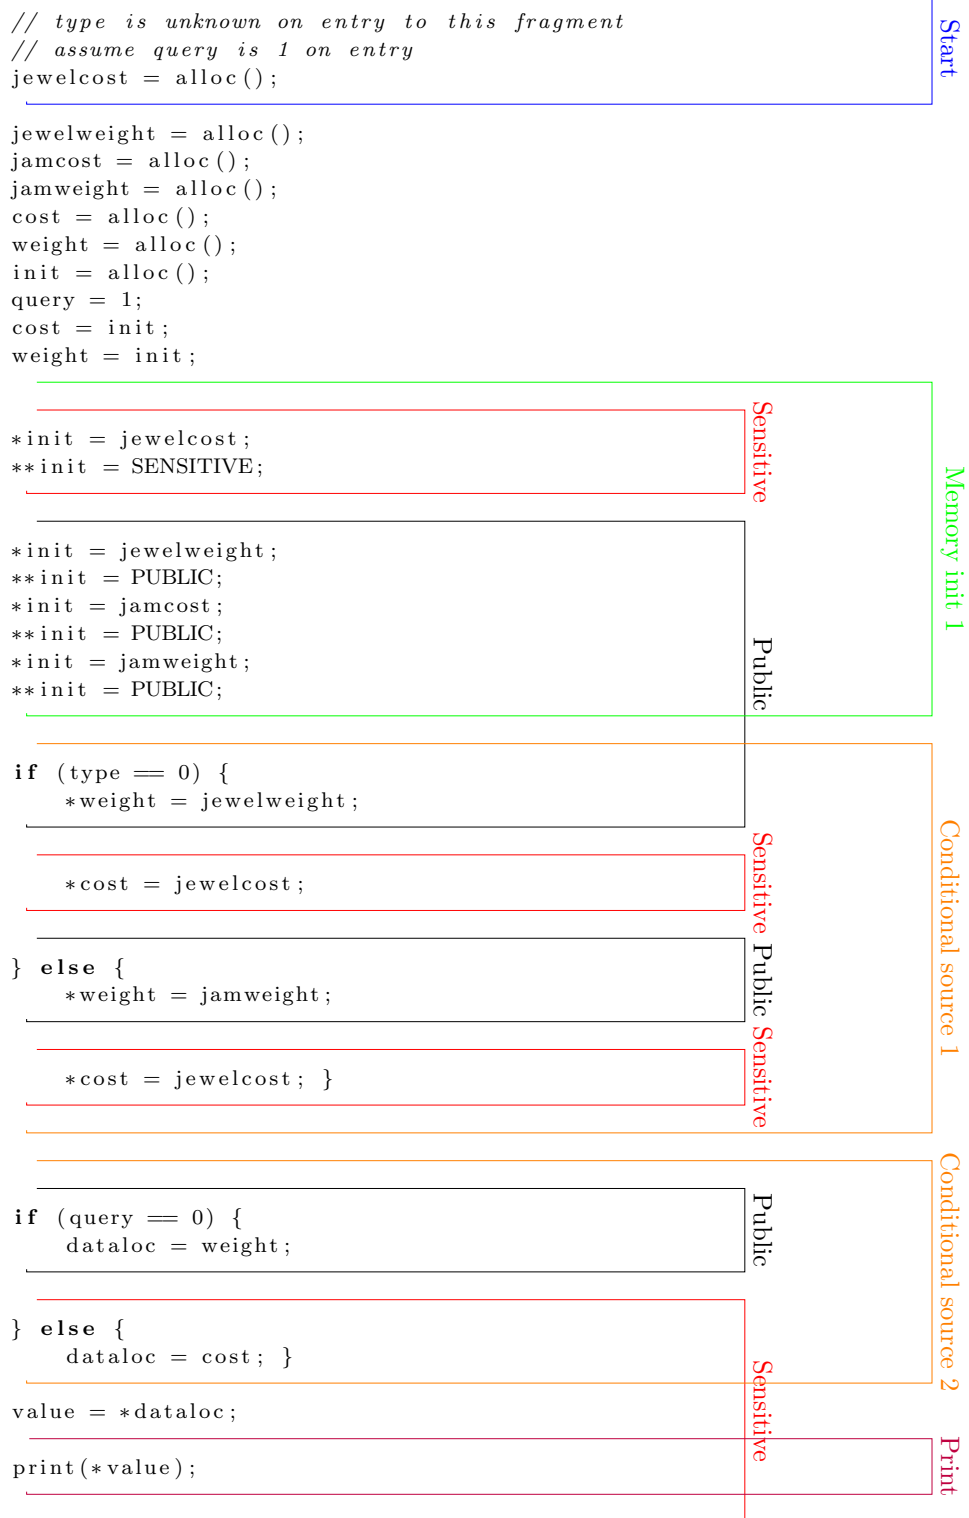 // type is unknown on entry to this fragment
// assume query is 1 on entry
jewelcost = alloc();
Start
jewelweight = alloc();
jamcost = alloc();
jamweight = alloc();
cost = alloc();
weight = alloc();
init = alloc();
query = 1;
cost = init;
weight = init;
*init = jewelcost;
**init = SENSITIVE;
Sensitive
Memory init 1
*init = jewelweight;
**init = PUBLIC;
*init = jamcost;
**init = PUBLIC;
*init = jamweight;
**init = PUBLIC;
Public
if (type == 0) {
*weight = jewelweight;
*cost = jewelcost;
Sensitive
Conditional source 1
} else {
*weight = jamweight;
Public
*cost = jewelcost; }
Sensitive
if (query == 0) {
dataloc = weight;
Public
Conditional source 2
} else {
dataloc = cost; }
value = *dataloc;
Sensitive
print(*value);
Print